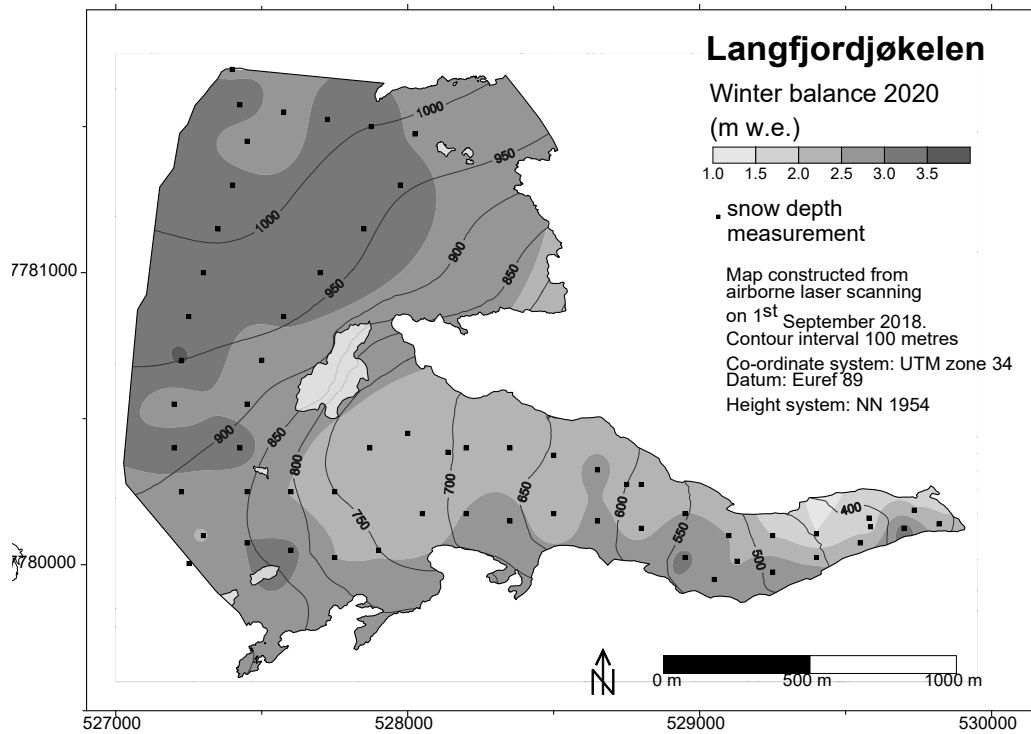 Langfjordjøkelen
Winter balance 2020
(m w.e.)
1.0 1.5 2.0 2.5 3.0 3.5
snow depth
measurement
Map constructed from
airborne laser scanning
on 1st September 2018.
Contour interval 100 metres
Co-ordinate system: UTM zone 34
Datum: Euref 89
Height system: NN 1954
1000
950
1000
900
850
950
7781000
900
850
800
750
700
650
600
550
500
400
7780000
N
0 m 500 m 1000 m
527000 528000 529000 530000